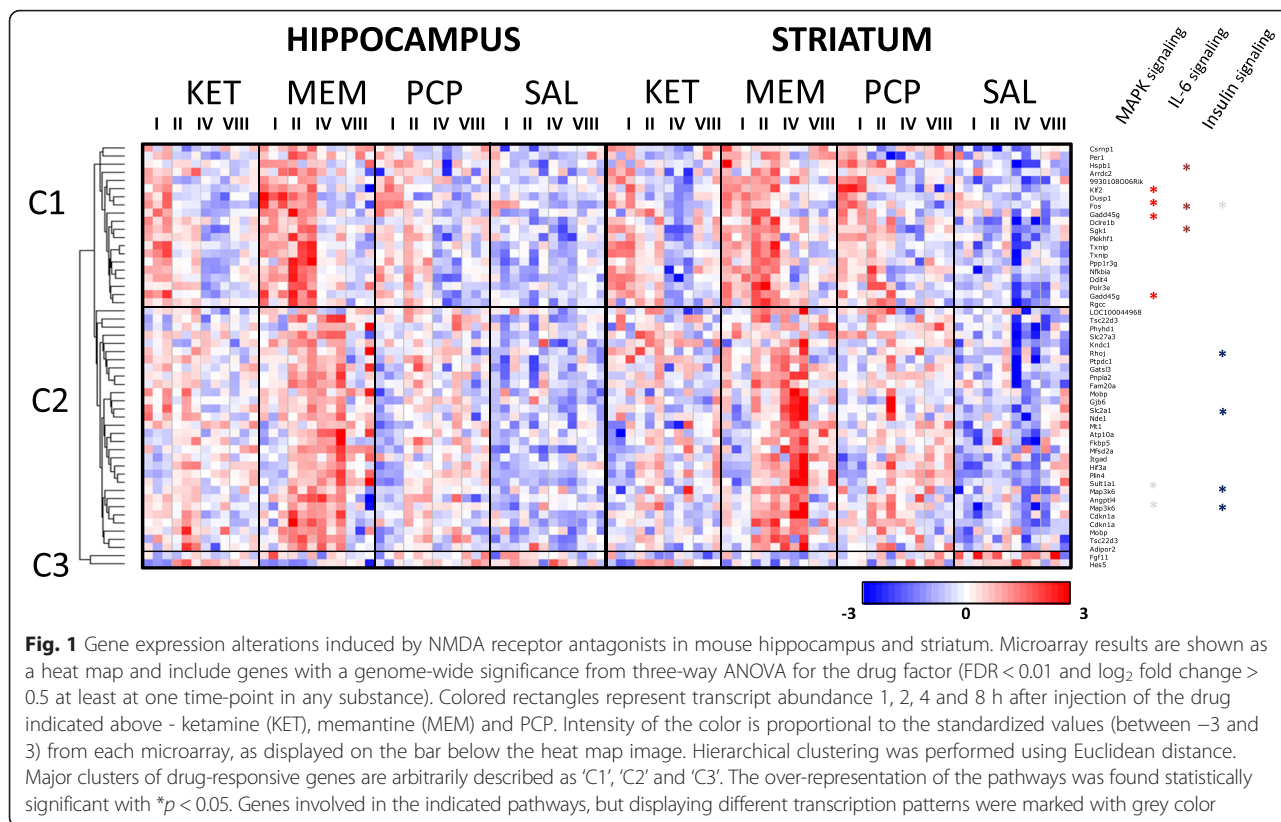 HIPPOCAMPUS STRIATUM
KET MEM PCP SAL KET MEM PCP SAL
I II IV VIII I II IV VIII I II IV VIII I II IV VIII I II IV VIII I II IV VIII I II IV VIII I II IV VIII
MAPK signaling
IL-6 signaling
Insulin signaling
C1
C2
C3
Csrnp1
Per1
Hspb1 *
Arrdc2
9930108D06Rik
Klf2 *
Dusp1 *
Fos * *
Gadd45g *
Dclre1b
Sgk1 *
Plekhf1
Txnip
Txnip
Ppp1r3g
Nfkbia
Ddit4
Polr3e
Gadd45g *
Rgcc
LOC100044968
Tsc22d3
Phyhd1
Slc27a3
Kndc1
Rhoj *
Ptpdc1
Gatsl3
Pnpla2
Fam20a
Mobp
Gjb6
Slc2a1 *
Nde1
Mt1
Atp10a
Fkbp5
Mfsd2a
Itgad
Hif3a
Plin4
Sult1a1 *
Map3k6 *
Angptl4
Map3k6 * *
Cdkn1a
Cdkn1a
Mobp
Tsc22d3
Adipor2
Fgf11
Hes5
-3 0 3
Fig. 1 Gene expression alterations induced by NMDA receptor antagonists in mouse hippocampus and striatum. Microarray results are shown as
a heat map and include genes with a genome-wide significance from three-way ANOVA for the drug factor (FDR < 0.01 and log₂ fold change >
0.5 at least at one time-point in any substance). Colored rectangles represent transcript abundance 1, 2, 4 and 8 h after injection of the drug
indicated above - ketamine (KET), memantine (MEM) and PCP. Intensity of the color is proportional to the standardized values (between −3 and
3) from each microarray, as displayed on the bar below the heat map image. Hierarchical clustering was performed using Euclidean distance.
Major clusters of drug-responsive genes are arbitrarily described as 'C1', 'C2' and 'C3'. The over-representation of the pathways was found statistically
significant with *p < 0.05. Genes involved in the indicated pathways, but displaying different transcription patterns were marked with grey color